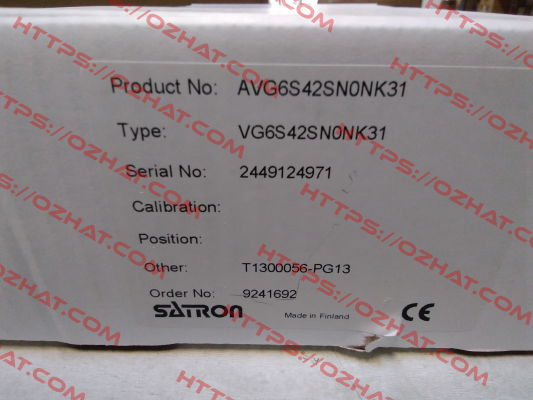 Product No: AVG6S42SN0NK31
Type: VG6S42SN0NK31
Serial No: 2449124971
Calibration:
Position:
Other: T1300056-PG13
Order No: 9241692
SATRON Made in Finland CE
HTTPS://OZHAT.COM